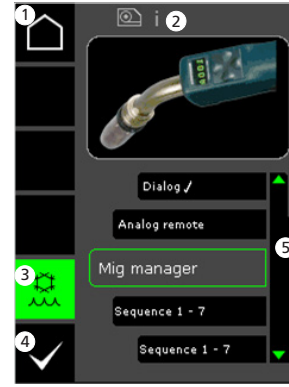 1
2
i
Dialog ✓
Analog remote
Mig manager
5
3
Sequence 1 - 7
4
Sequence 1 - 7